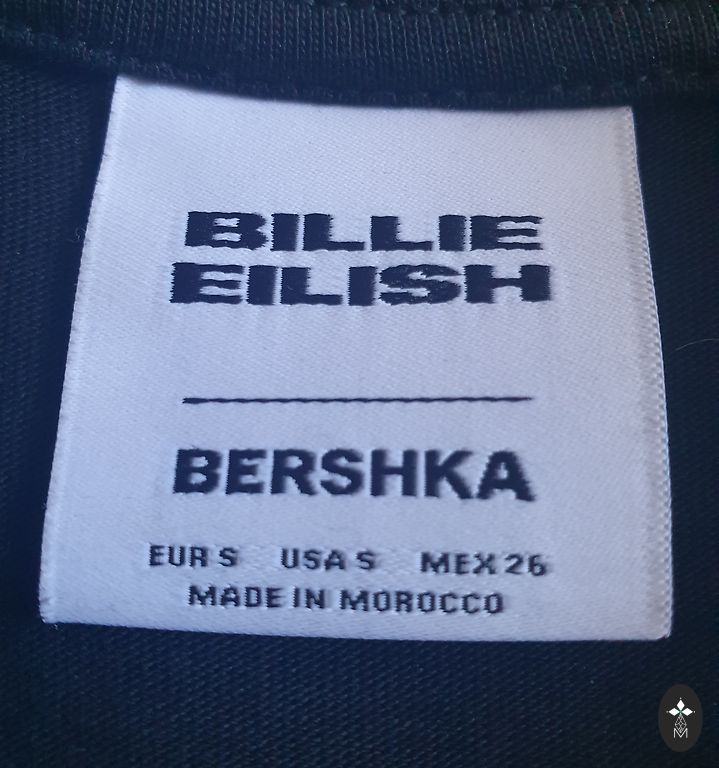 BILLIE
EILISH
BERSHKA
EUR S USA S MEX 26
MADE IN MOROCCO